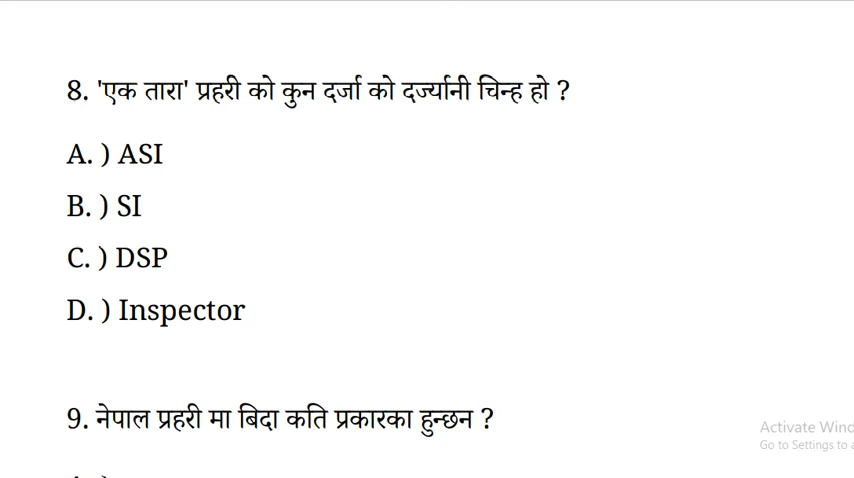 8. 'एक तारा' प्रहरी को कुन दर्जा को दर्ज्यानी चिन्ह हो ?
A. ) ASI
B. ) SI
C. ) DSP
D. ) Inspector
9. नेपाल प्रहरी मा बिदा कति प्रकारका हुन्छन ?
Activate Wind
Go to Settings to a